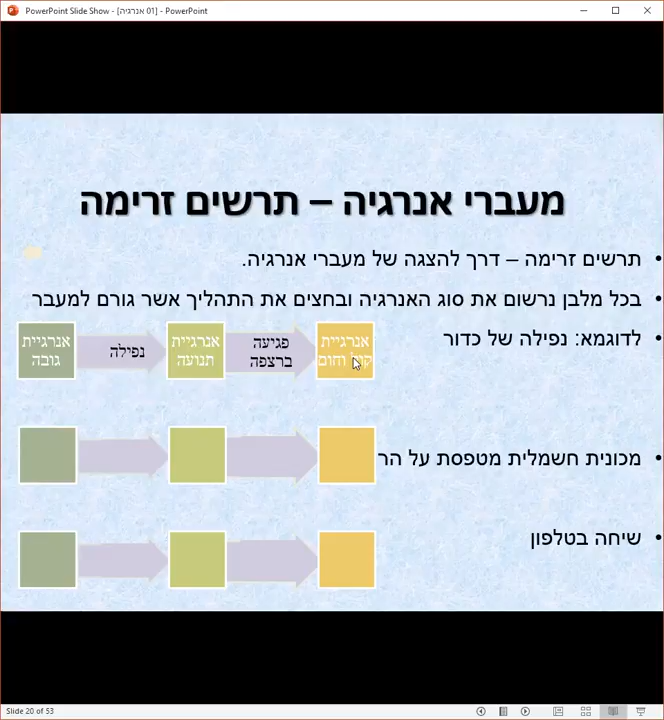 PowerPoint Slide Show - [01 אנרגיה] - PowerPoint
מעברי אנרגיה – תרשים זרימה
תרשים זרימה – דרך להצגה של מעברי אנרגיה.
בכל מלבן נרשום את סוג האנרגיה ובחצים את התהליך אשר גורם למעבר
לדוגמא: נפילה של כדור
אנרגיית
גובה
נפילה
אנרגיית
תנועה
פגיעה
ברצפה
אנרגיית
קול וחום
מכונית חשמלית מטפסת על הר
שיחה בטלפון
Slide 20 of 53